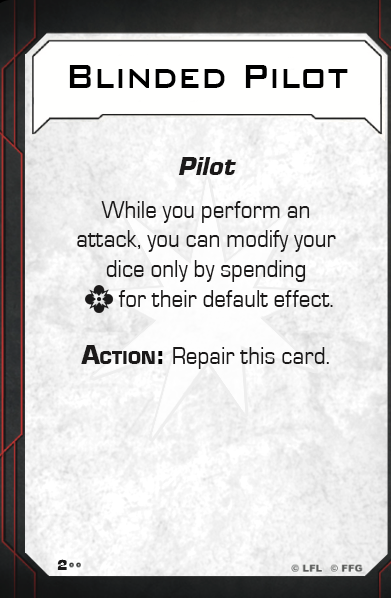 BLINDED PILOT
Pilot
While you perform an
attack, you can modify your
dice only by spending
for their default effect.
ACTION: Repair this card.
2••
© LFL © FFG